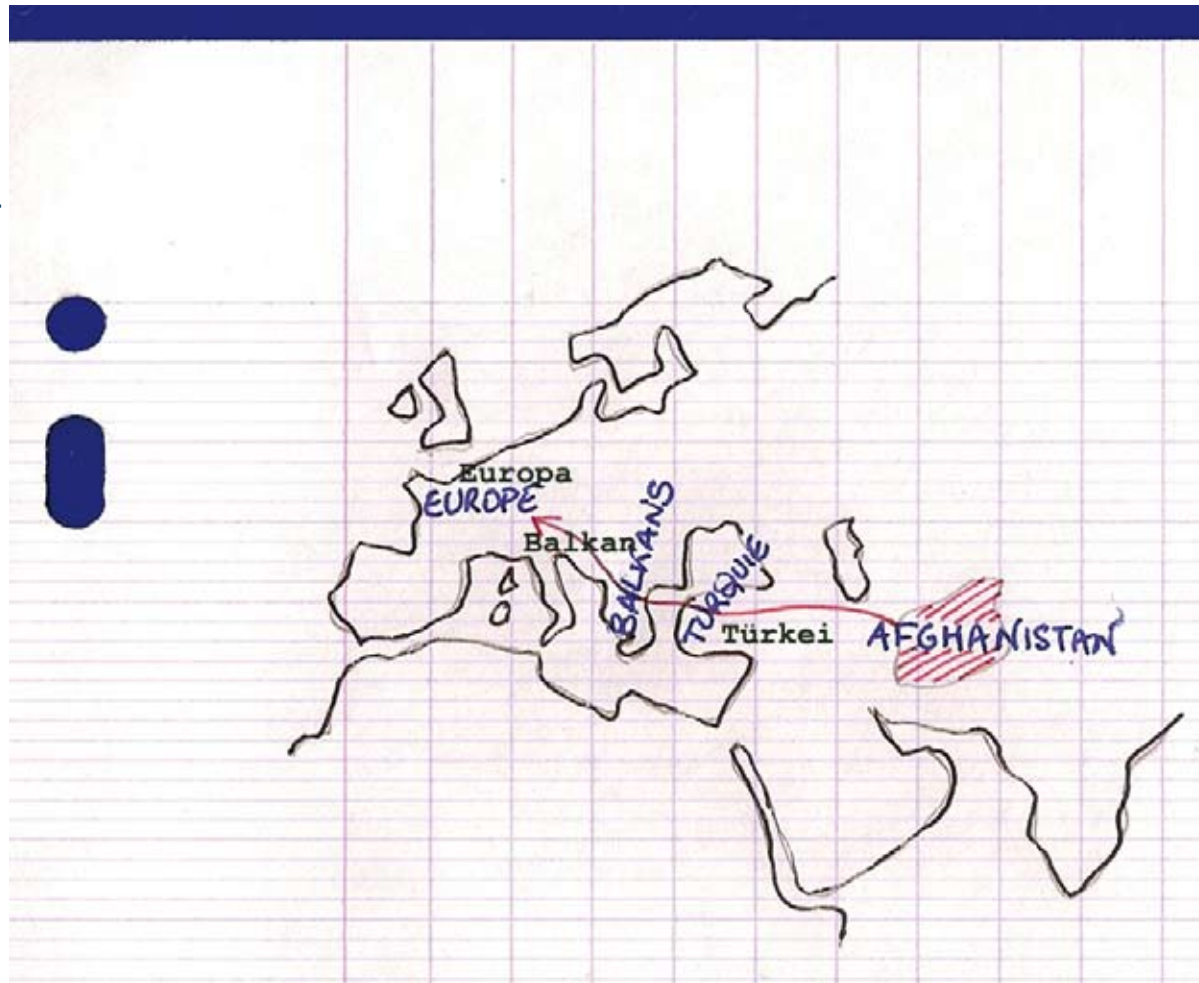 Europa
EUROPE
Balkan
BALKANS
TURQUIE
Türkei
AFGHANISTAN